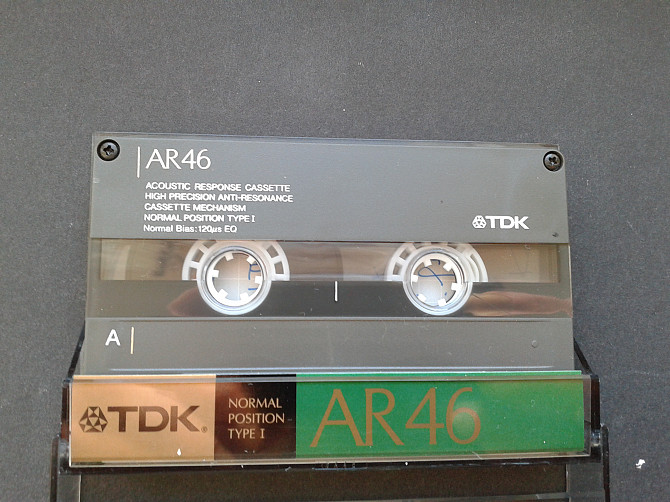 AR46
ACOUSTIC RESPONSE CASSETTE
HIGH PRECISION ANTI-RESONANCE
CASSETTE MECHANISM
NORMAL POSITION TYPE I
Normal Bias: 120μs EQ
TDK
A
TDK®
NORMAL
POSITION
TYPE I
AR46